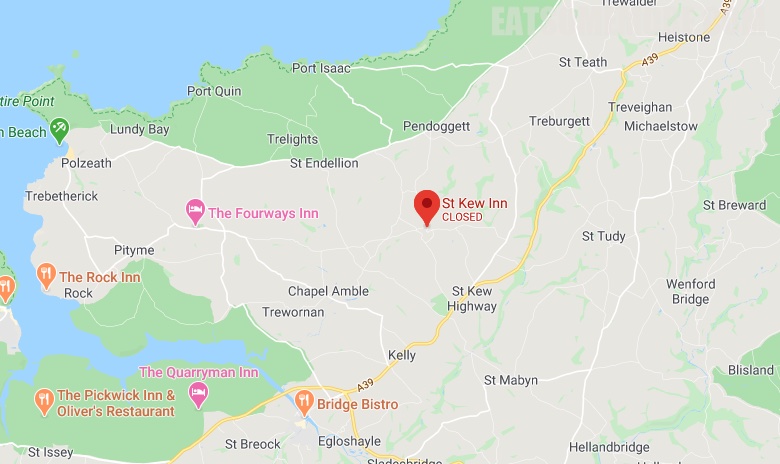 EATS
Trewalder
Heistone
A39
A39
St Teath
Port Isaac
Port Quin
Treveighan
tire Point
Treburgett
Michaelstow
Pendoggett
n Beach
Lundy Bay
Trelights
Polzeath
St Endellion
Trebetherick
St Kew Inn
CLOSED
St Breward
The Fourways Inn
St Tudy
Pityme
The Rock Inn
Rock
Chapel Amble
St Kew
Highway
Wenford
Bridge
Trewornan
Kelly
The Quarryman Inn
Blisland
A39
St Mabyn
The Pickwick Inn &
Oliver's Restaurant
Bridge Bistro
St Breock
Egloshayle
St Issey
Hellandbridge
Sladesbridge